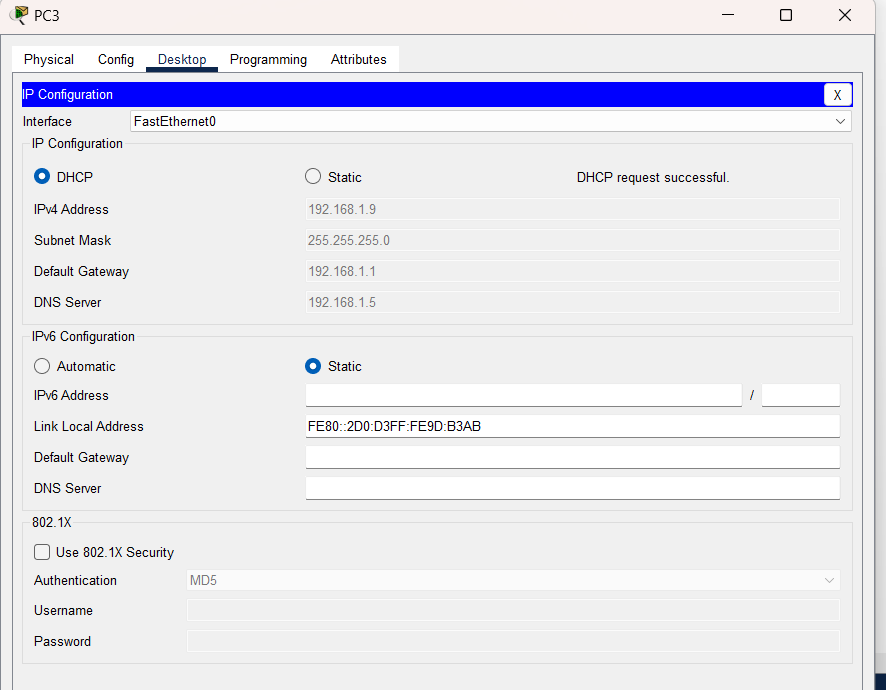 PC3
Physical Config Desktop Programming Attributes
IP Configuration X
Interface FastEthernet0
IP Configuration
DHCP Static DHCP request successful.
IPv4 Address 192.168.1.9
Subnet Mask 255.255.255.0
Default Gateway 192.168.1.1
DNS Server 192.168.1.5
IPv6 Configuration
Automatic Static
IPv6 Address /
Link Local Address FE80::2D0:D3FF:FE9D:B3AB
Default Gateway
DNS Server
802.1X
Use 802.1X Security
Authentication MD5
Username
Password